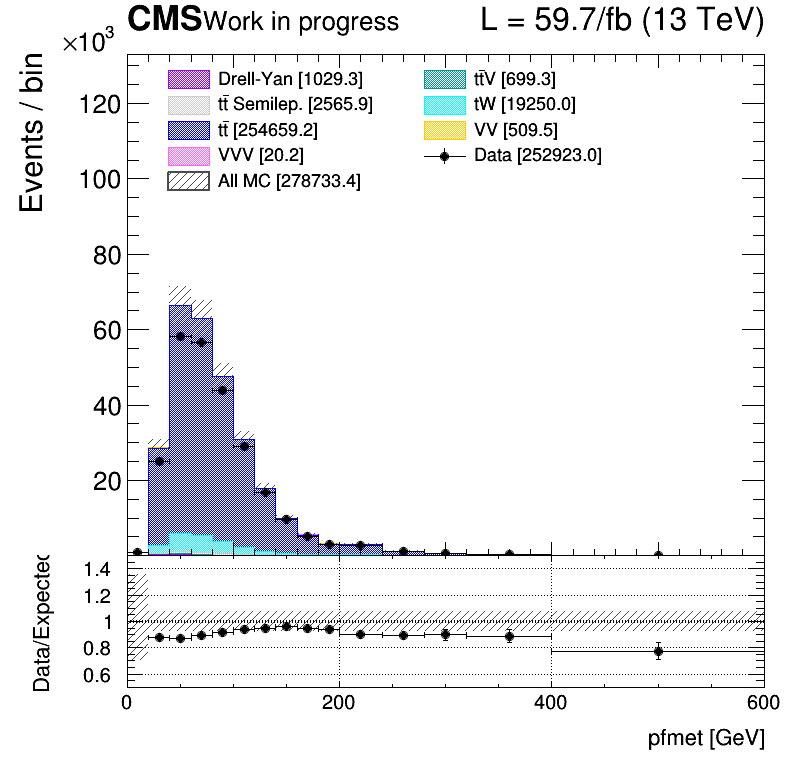 CMS Work in progress L = 59.7/fb (13 TeV)
×10³
Events / bin
120
100
80
60
40
20
Drell-Yan [1029.3]
tt̄ Semilep. [2565.9]
tt̄ [254659.2]
VVV [20.2]
All MC [278733.4]
tt̄V [699.3]
tW [19250.0]
VV [509.5]
Data [252923.0]
Data/Expected
1.4
1.2
1
0.8
0.6
0 200 400 600
pfmet [GeV]